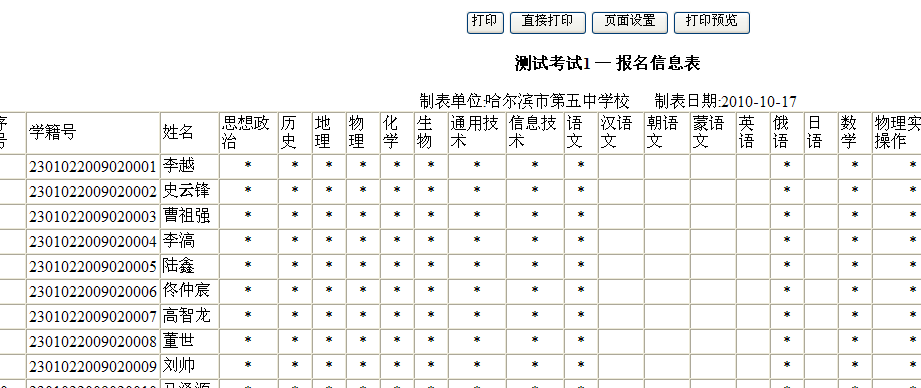 打印 直接打印 页面设置 打印预览
测试考试1 — 报名信息表
制表单位:哈尔滨市第五中学校 制表日期:2010-10-17
学籍号 姓名 思想政治 历史 地理 物理 化学 生物 通用技术 信息技术 语文 汉语文 朝语文 蒙语文 英语 俄语 日语 数学 物理实操作
2301022009020001 李越 * * * * * * * * * * * *
2301022009020002 史云锋 * * * * * * * * * * * *
2301022009020003 曹祖强 * * * * * * * * * * * *
2301022009020004 李滈 * * * * * * * * * * * *
2301022009020005 陆鑫 * * * * * * * * * * * *
2301022009020006 佟仲宸 * * * * * * * * * * * *
2301022009020007 高智龙 * * * * * * * * * * * *
2301022009020008 董世 * * * * * * * * * * * *
2301022009020009 刘帅 * * * * * * * * * * * *